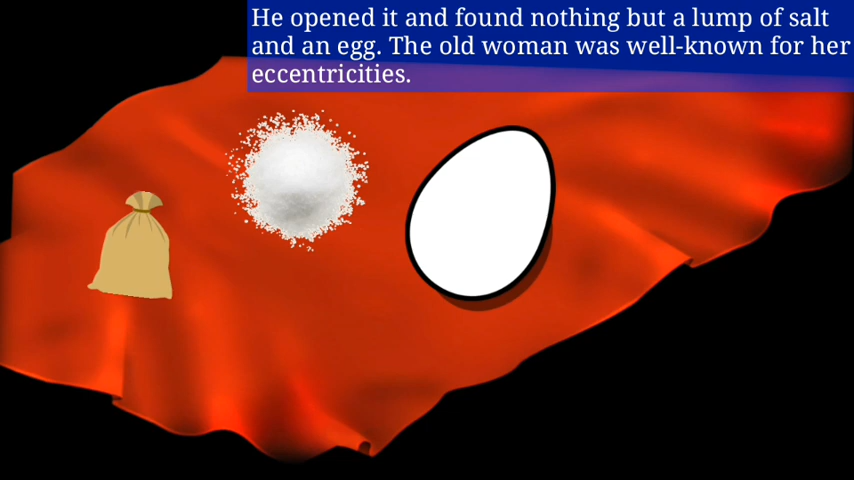 He opened it and found nothing but a lump of salt
and an egg. The old woman was well-known for her
eccentricities.